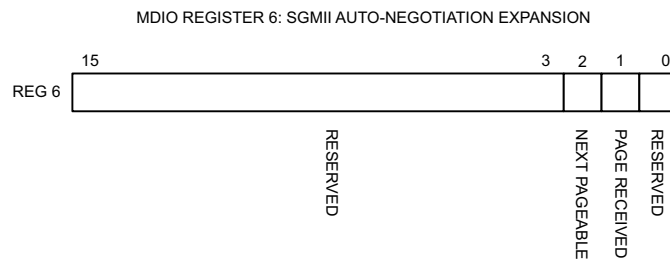 MDIO REGISTER 6: SGMII AUTO-NEGOTIATION EXPANSION
15 3 2 1 0
REG 6
RESERVED
NEXT PAGEABLE
PAGE RECEIVED
RESERVED